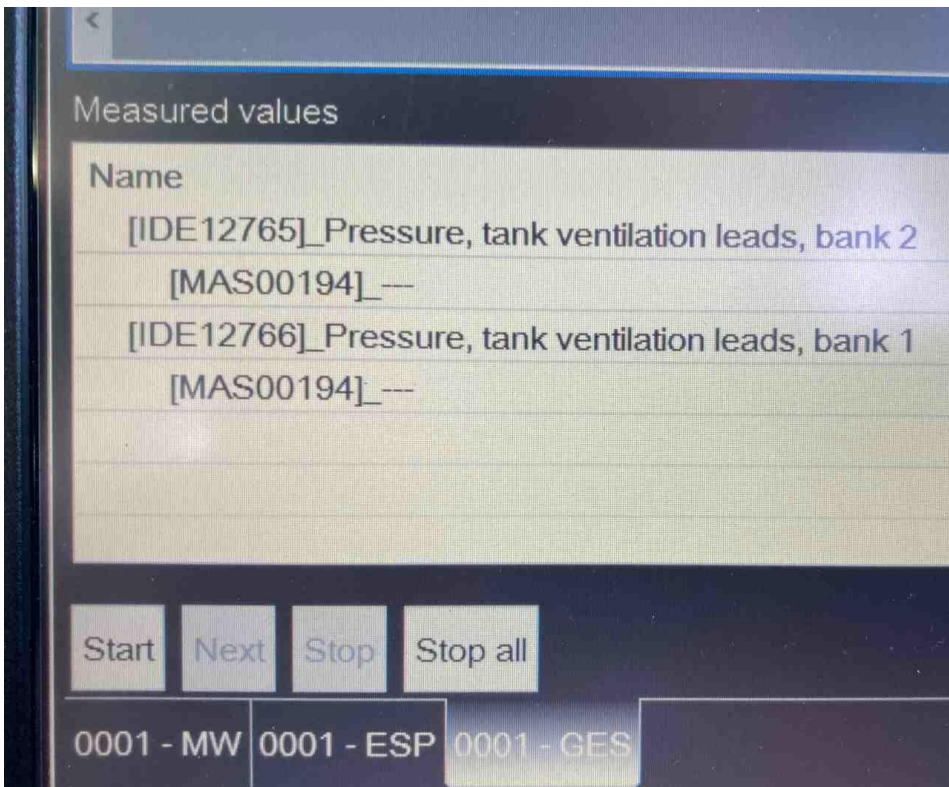 <
Measured values
Name
[IDE12765]_Pressure, tank ventilation leads, bank 2
[MAS00194]_---
[IDE12766]_Pressure, tank ventilation leads, bank 1
[MAS00194]_---
Start Next Stop Stop all
0001 - MW 0001 - ESP 0001 - GES